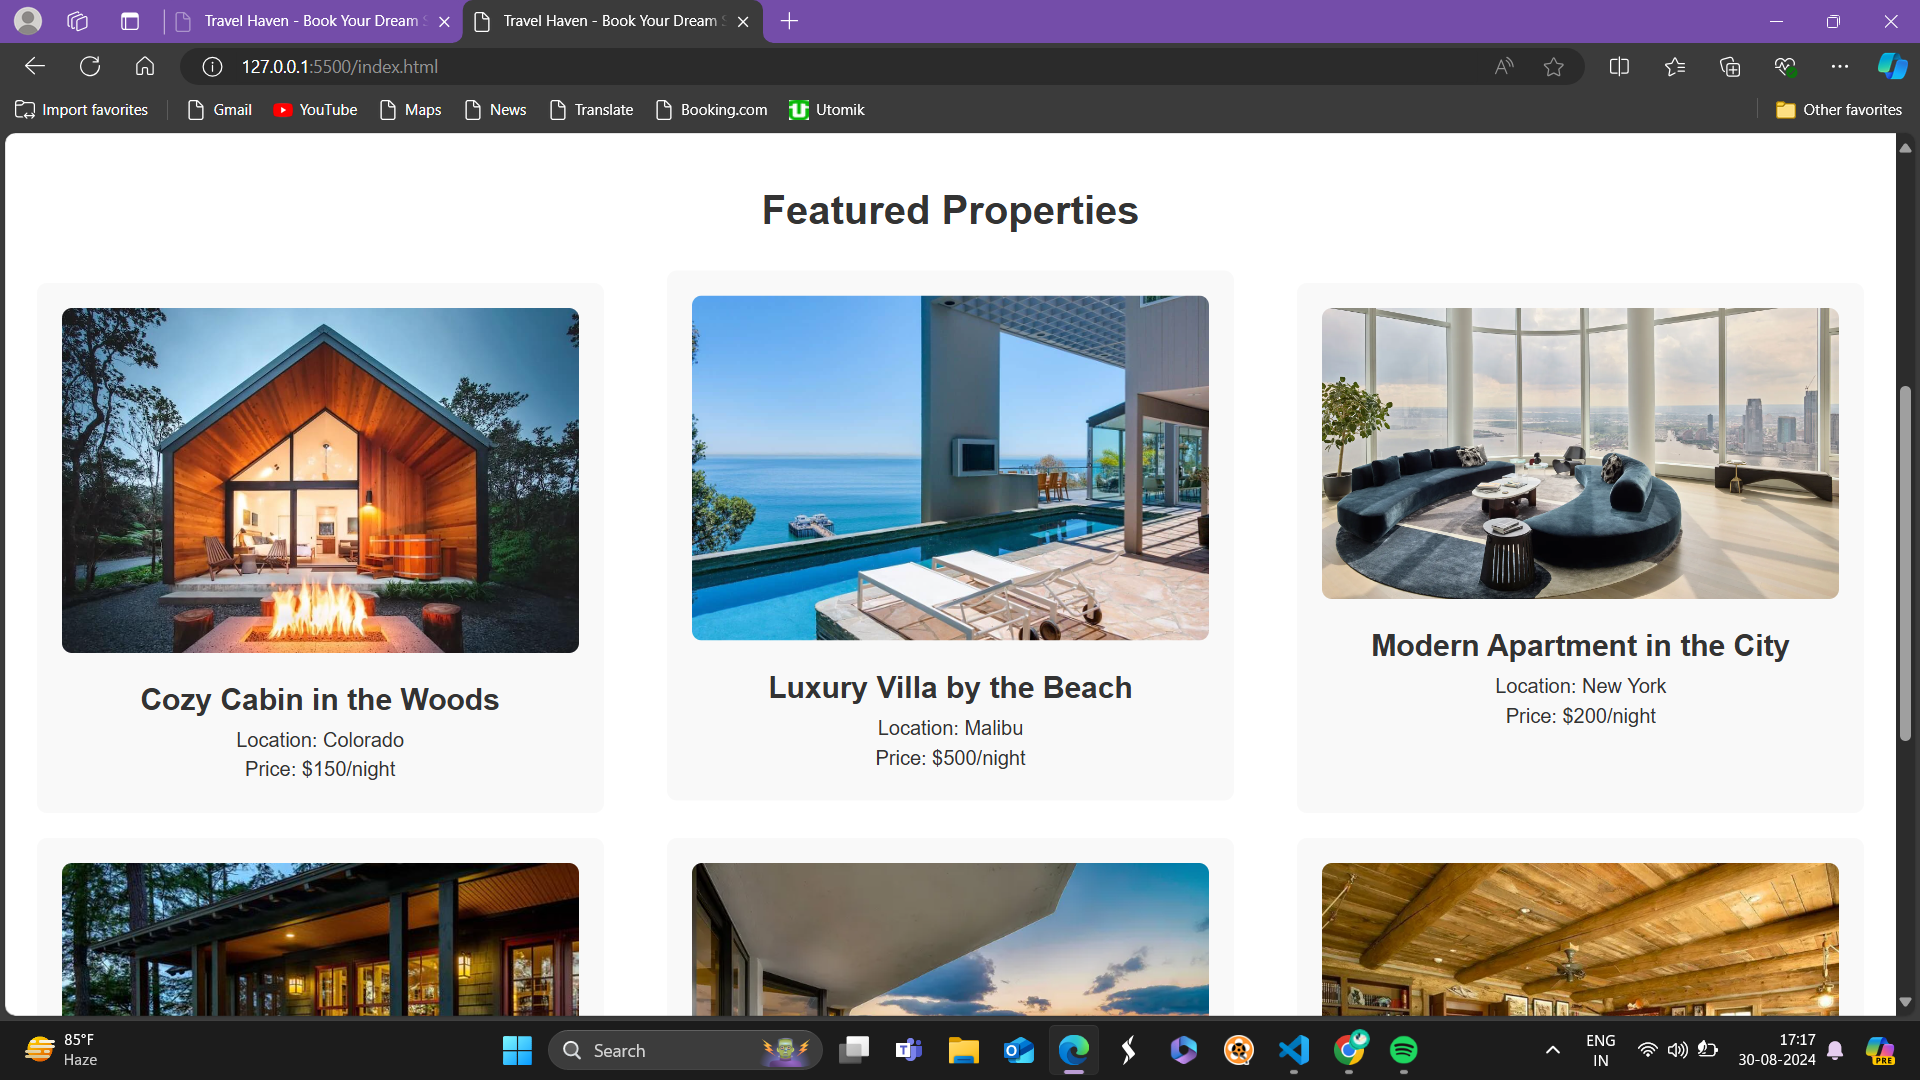 Travel Haven - Book Your Dream S
Travel Haven - Book Your Dream S
127.0.0.1:5500/index.html
Import favorites
Gmail
YouTube
Maps
News
Translate
Booking.com
Utomik
Other favorites
Featured Properties
Cozy Cabin in the Woods
Location: Colorado
Price: $150/night
Luxury Villa by the Beach
Location: Malibu
Price: $500/night
Modern Apartment in the City
Location: New York
Price: $200/night
85°F
Haze
Search
ENG
IN
17:17
30-08-2024
PRE